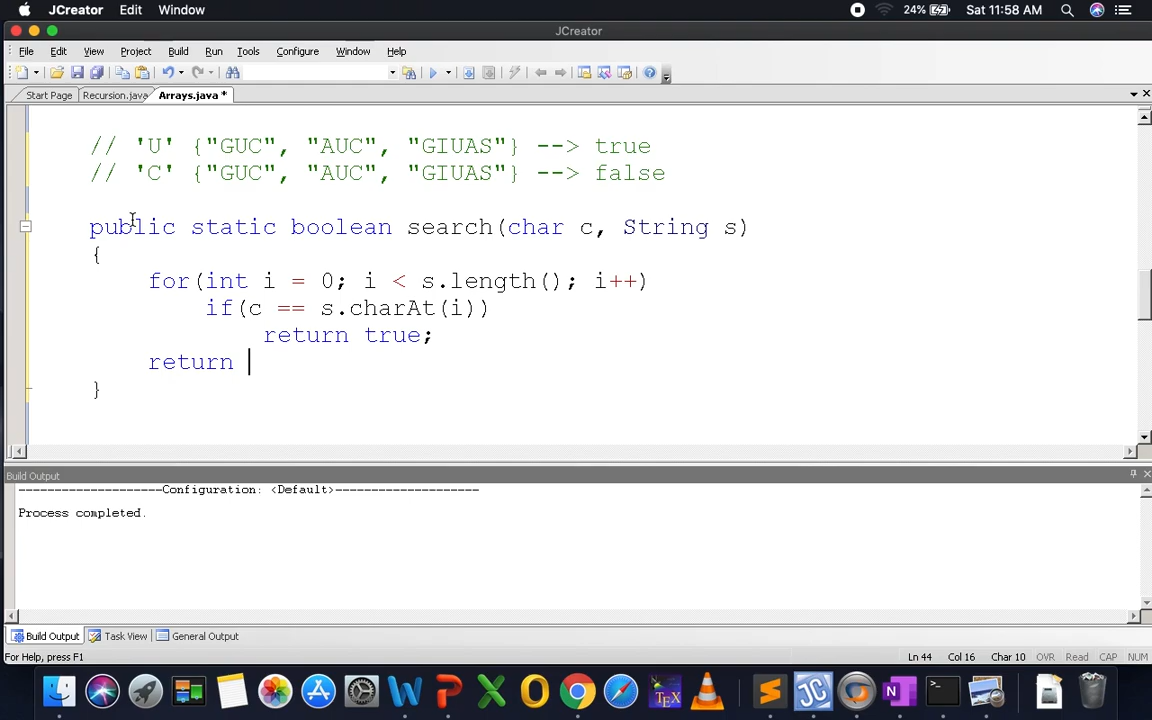 JCreator Edit Window 24% Sat 11:58 AM
JCreator
File Edit View Project Build Run Tools Configure Window Help
Start Page Recursion.java Arrays.java *
// 'U' {"GUC", "AUC", "GIUAS"} --> true
// 'C' {"GUC", "AUC", "GIUAS"} --> false
public static boolean search(char c, String s)
{
for(int i = 0; i < s.length(); i++)
if(c == s.charAt(i))
return true;
return
}
Build Output
--------------------Configuration: <Default>--------------------
Process completed.
Build Output Task View General Output
For Help, press F1 Ln 44 Col 16 Char 10 OVR Read CAP NUM